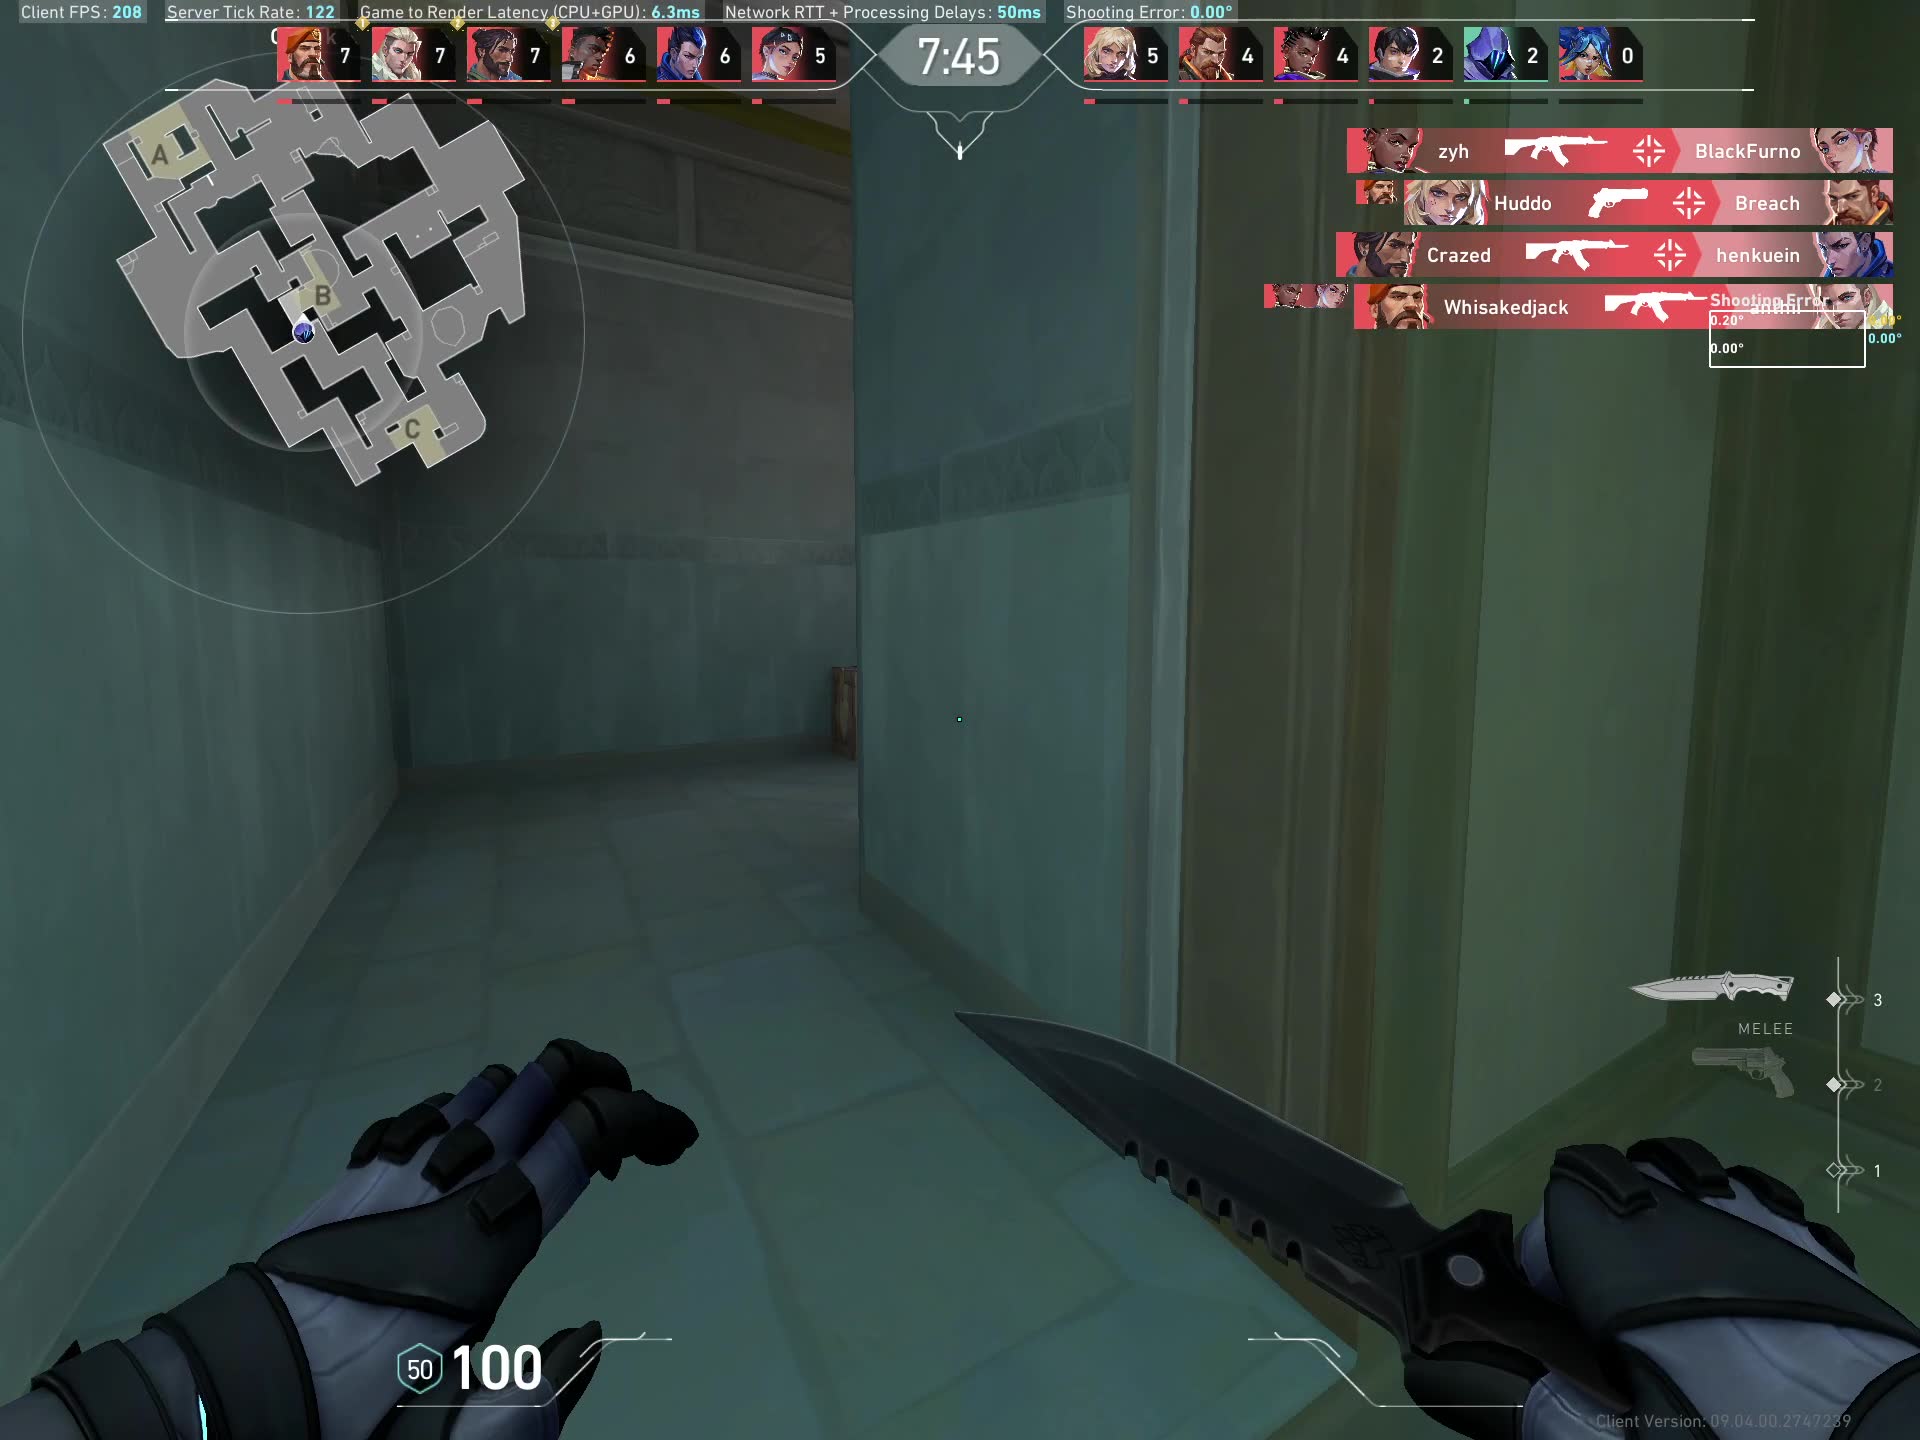 Client FPS: 208 Server Tick Rate: 122 Game to Render Latency (CPU+GPU): 6.3ms Network RTT + Processing Delays: 50ms Shooting Error: 0.00°
7 7 7 6 6 5 7:45 5 4 4 2 2 0
A
B
C
zyh BlackFurno
Huddo Breach
Crazed henkuein
Whisakedjack
Shooting Error
0.20°
0.00°
0.00°
3
MELEE
2
1
50 100
Client Version: 09.04.00.2747239